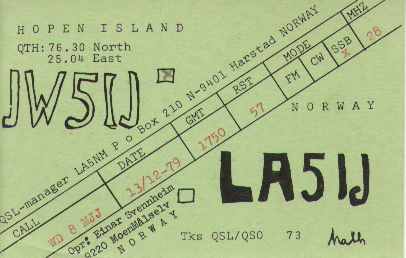 HOPEN ISLAND
QTH: 76.30 North
25.04 East
JW5IJ
QSL-manager LA5NM P o Box 210 N-9401 Harstad NORWAY
CALL DATE GMT RST MODE MHZ
FM CW SSB
WD 8 MJJ 13/12-79 1750 57 X 28
Opr: Einar Svennheim
9220 Moen Målselv
NORWAY
NORWAY
LA5IJ
Tks QSL/QSO 73